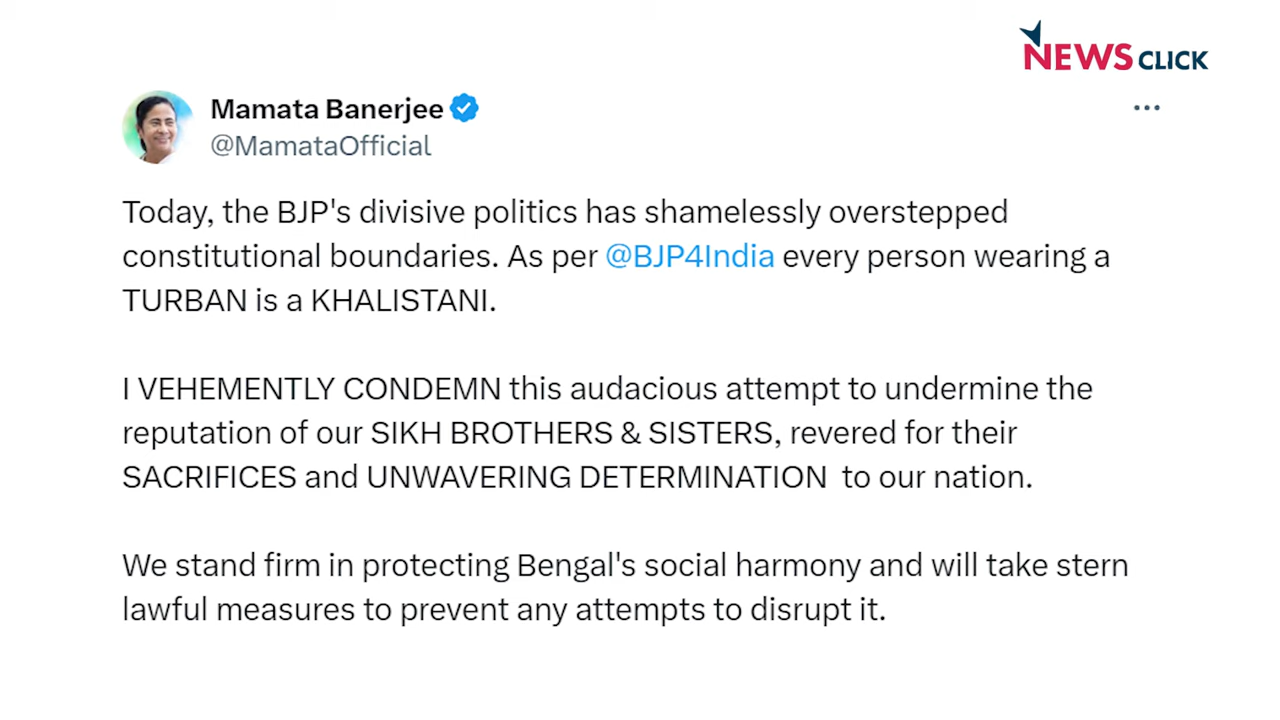 NEWS CLICK
Mamata Banerjee
@MamataOfficial
Today, the BJP's divisive politics has shamelessly overstepped
constitutional boundaries. As per @BJP4India every person wearing a
TURBAN is a KHALISTANI.
I VEHEMENTLY CONDEMN this audacious attempt to undermine the
reputation of our SIKH BROTHERS & SISTERS, revered for their
SACRIFICES and UNWAVERING DETERMINATION  to our nation.
We stand firm in protecting Bengal's social harmony and will take stern
lawful measures to prevent any attempts to disrupt it.